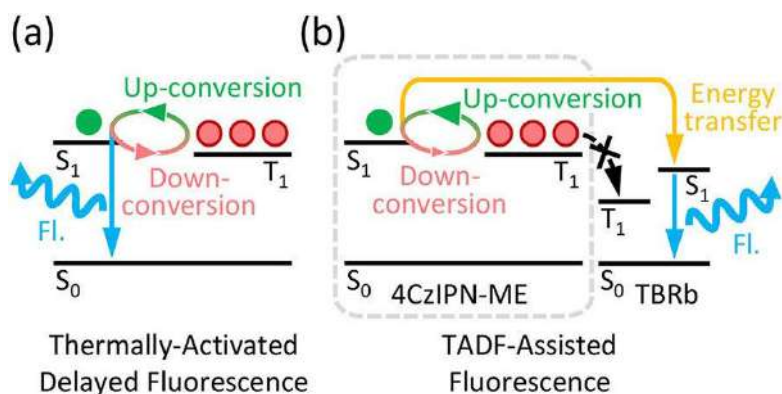 (a)
Up-conversion
S1
T1
Down-
conversion
Fl.
S0
Thermally-Activated
Delayed Fluorescence
(b)
Up-conversion
Energy
transfer
S1
T1
Down-
conversion
S1
T1
Fl.
S0
4CzIPN-ME
S0
TBRb
TADF-Assisted
Fluorescence